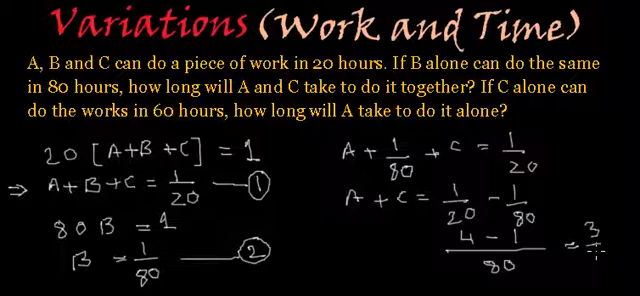 Variations (Work and Time)
A, B and C can do a piece of work in 20 hours. If B alone can do the same
in 80 hours, how long will A and C take to do it together? If C alone can
do the works in 60 hours, how long will A take to do it alone?
20 [A+B+C] = 1
⇒ A+B+C = 1/20 — ①
80B = 1
B = 1/80 — ②
A + 1/80 + C = 1/20
A + C = 1/20 - 1/80
4 - 1 / 80 = 3